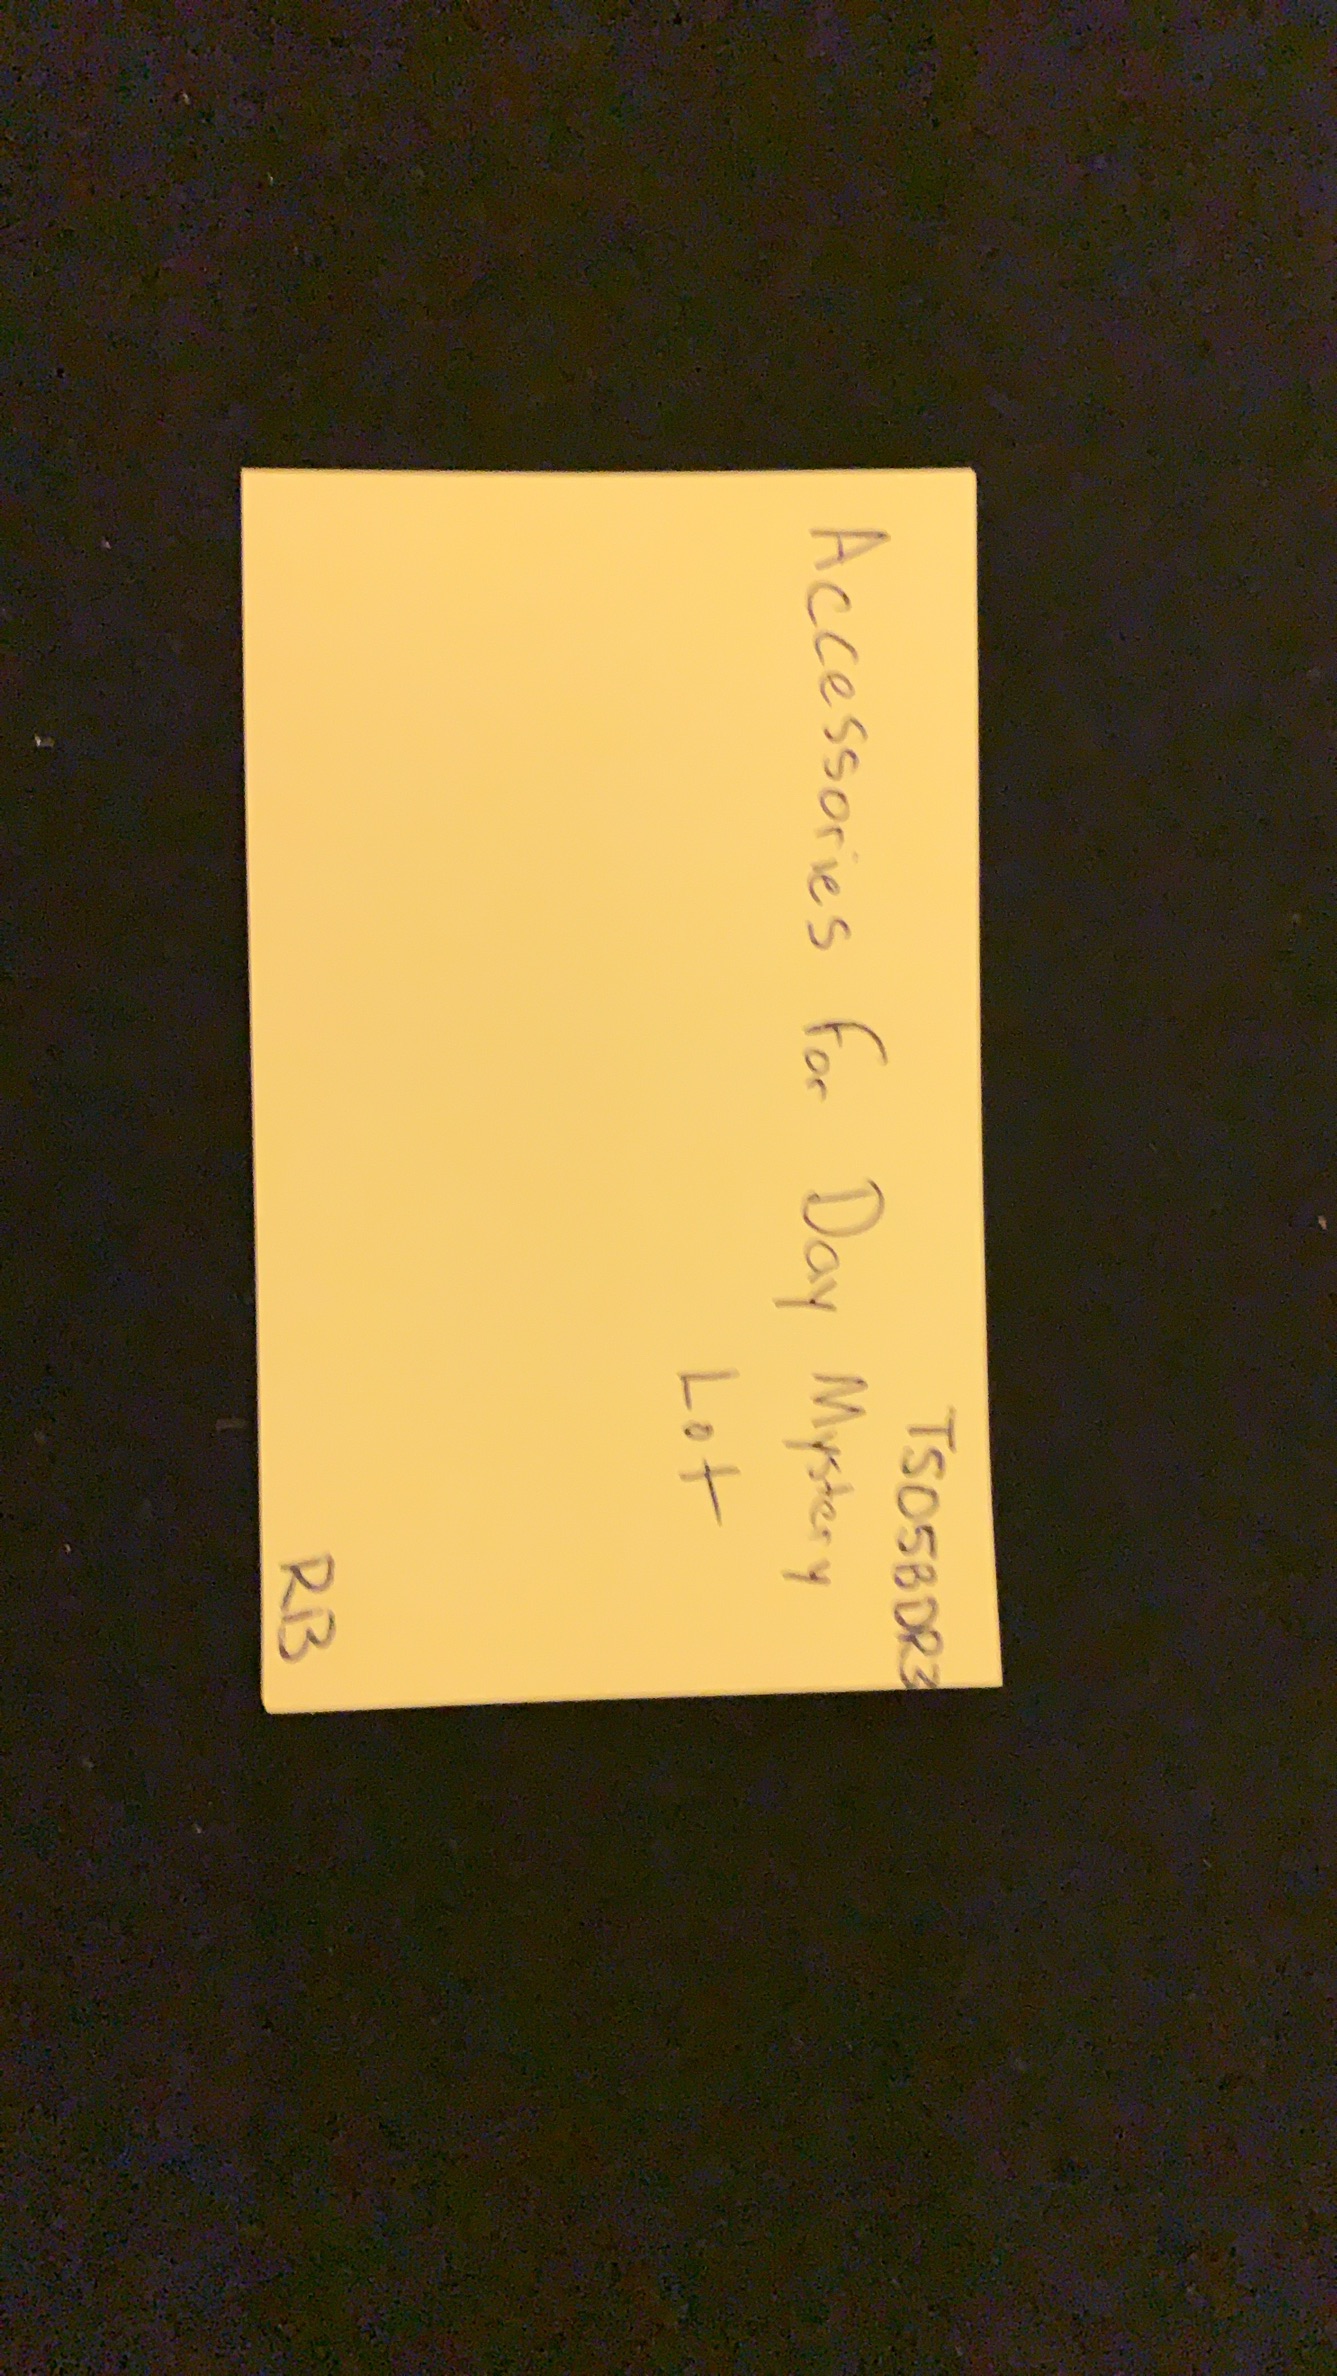 TS05BDR3
Accessories for Day Mystery
Lot
RB